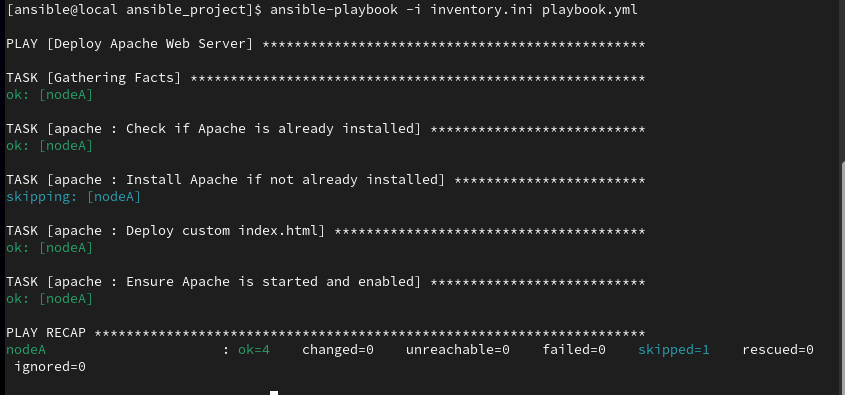 [ansible@local ansible_project]$ ansible-playbook -i inventory.ini playbook.yml
PLAY [Deploy Apache Web Server] ************************************************
TASK [Gathering Facts] *********************************************************
ok: [nodeA]
TASK [apache : Check if Apache is already installed] ***************************
ok: [nodeA]
TASK [apache : Install Apache if not already installed] ************************
skipping: [nodeA]
TASK [apache : Deploy custom index.html] ***************************************
ok: [nodeA]
TASK [apache : Ensure Apache is started and enabled] ***************************
ok: [nodeA]
PLAY RECAP *********************************************************************
nodeA                      : ok=4    changed=0    unreachable=0    failed=0    skipped=1    rescued=0
 ignored=0